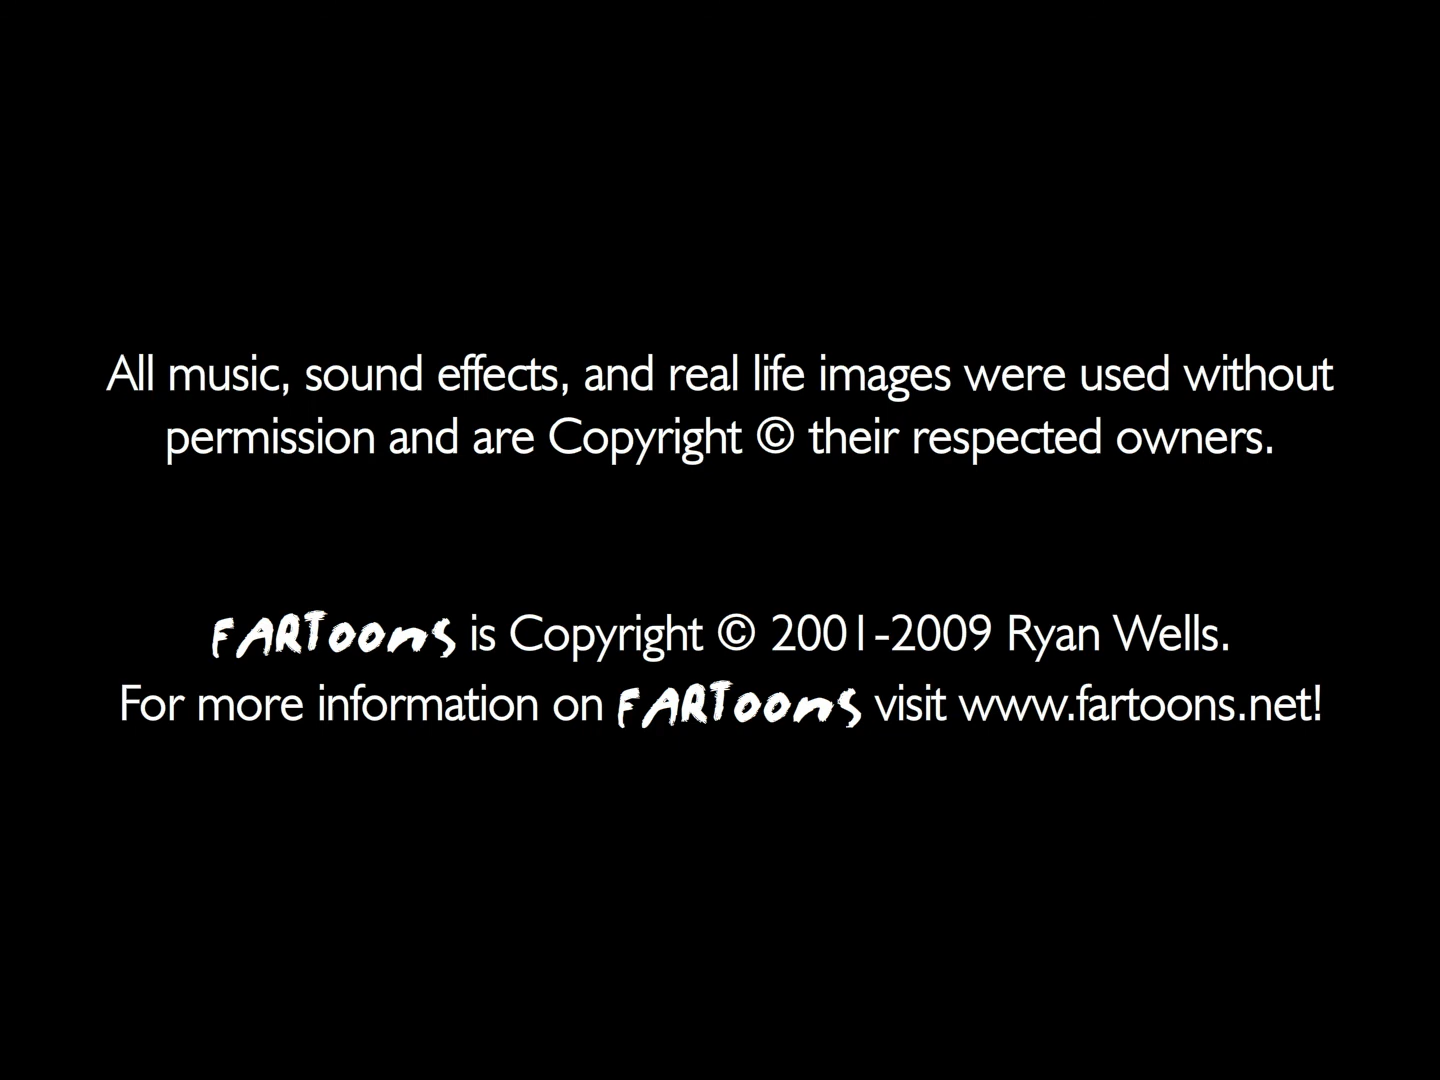 All music, sound effects, and real life images were used without
permission and are Copyright © their respected owners.
FARToons is Copyright © 2001-2009 Ryan Wells.
For more information on FARToons visit www.fartoons.net!